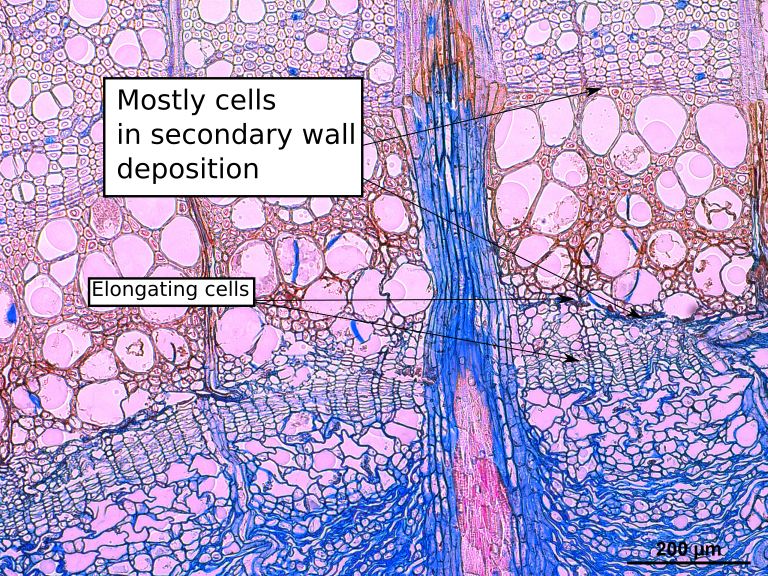 Mostly cells
in secondary wall
deposition
Elongating cells
200 µm